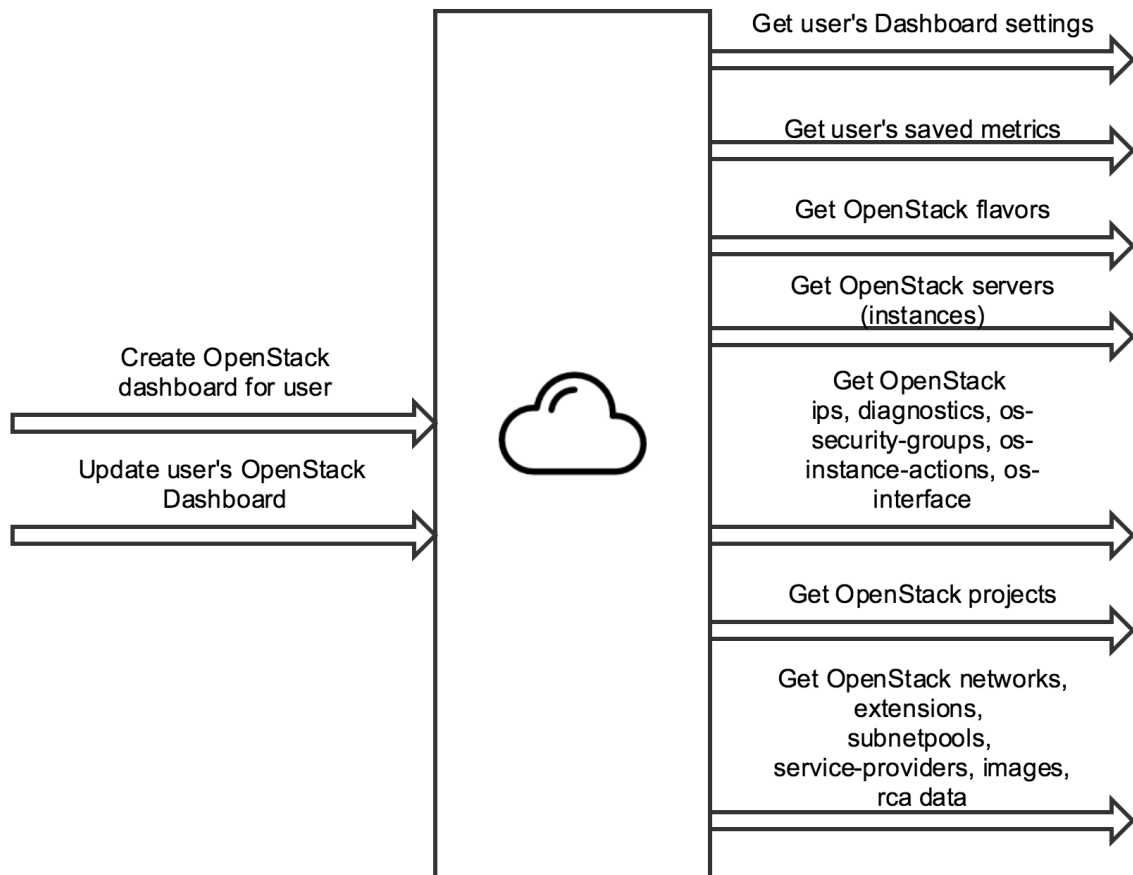 Get user's Dashboard settings
Get user's saved metrics
Get OpenStack flavors
Get OpenStack servers
(instances)
Create OpenStack
dashboard for user
Get OpenStack
ips, diagnostics, os-
security-groups, os-
instance-actions, os-
interface
Update user's OpenStack
Dashboard
Get OpenStack projects
Get OpenStack networks,
extensions,
subnetpools,
service-providers, images,
rca data